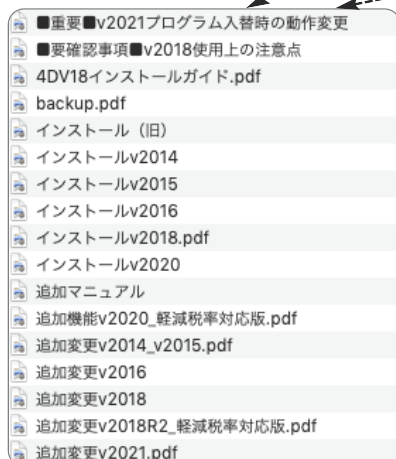 ■重要■v2021プログラム入替時の動作変更
■要確認事項■v2018使用上の注意点
4DV18インストールガイド.pdf
backup.pdf
インストール（旧）
インストールv2014
インストールv2015
インストールv2016
インストールv2018.pdf
インストールv2020
追加マニュアル
追加機能v2020_軽減税率対応版.pdf
追加変更v2014_v2015.pdf
追加変更v2016
追加変更v2018
追加変更v2018R2_軽減税率対応版.pdf
追加変更v2021.pdf